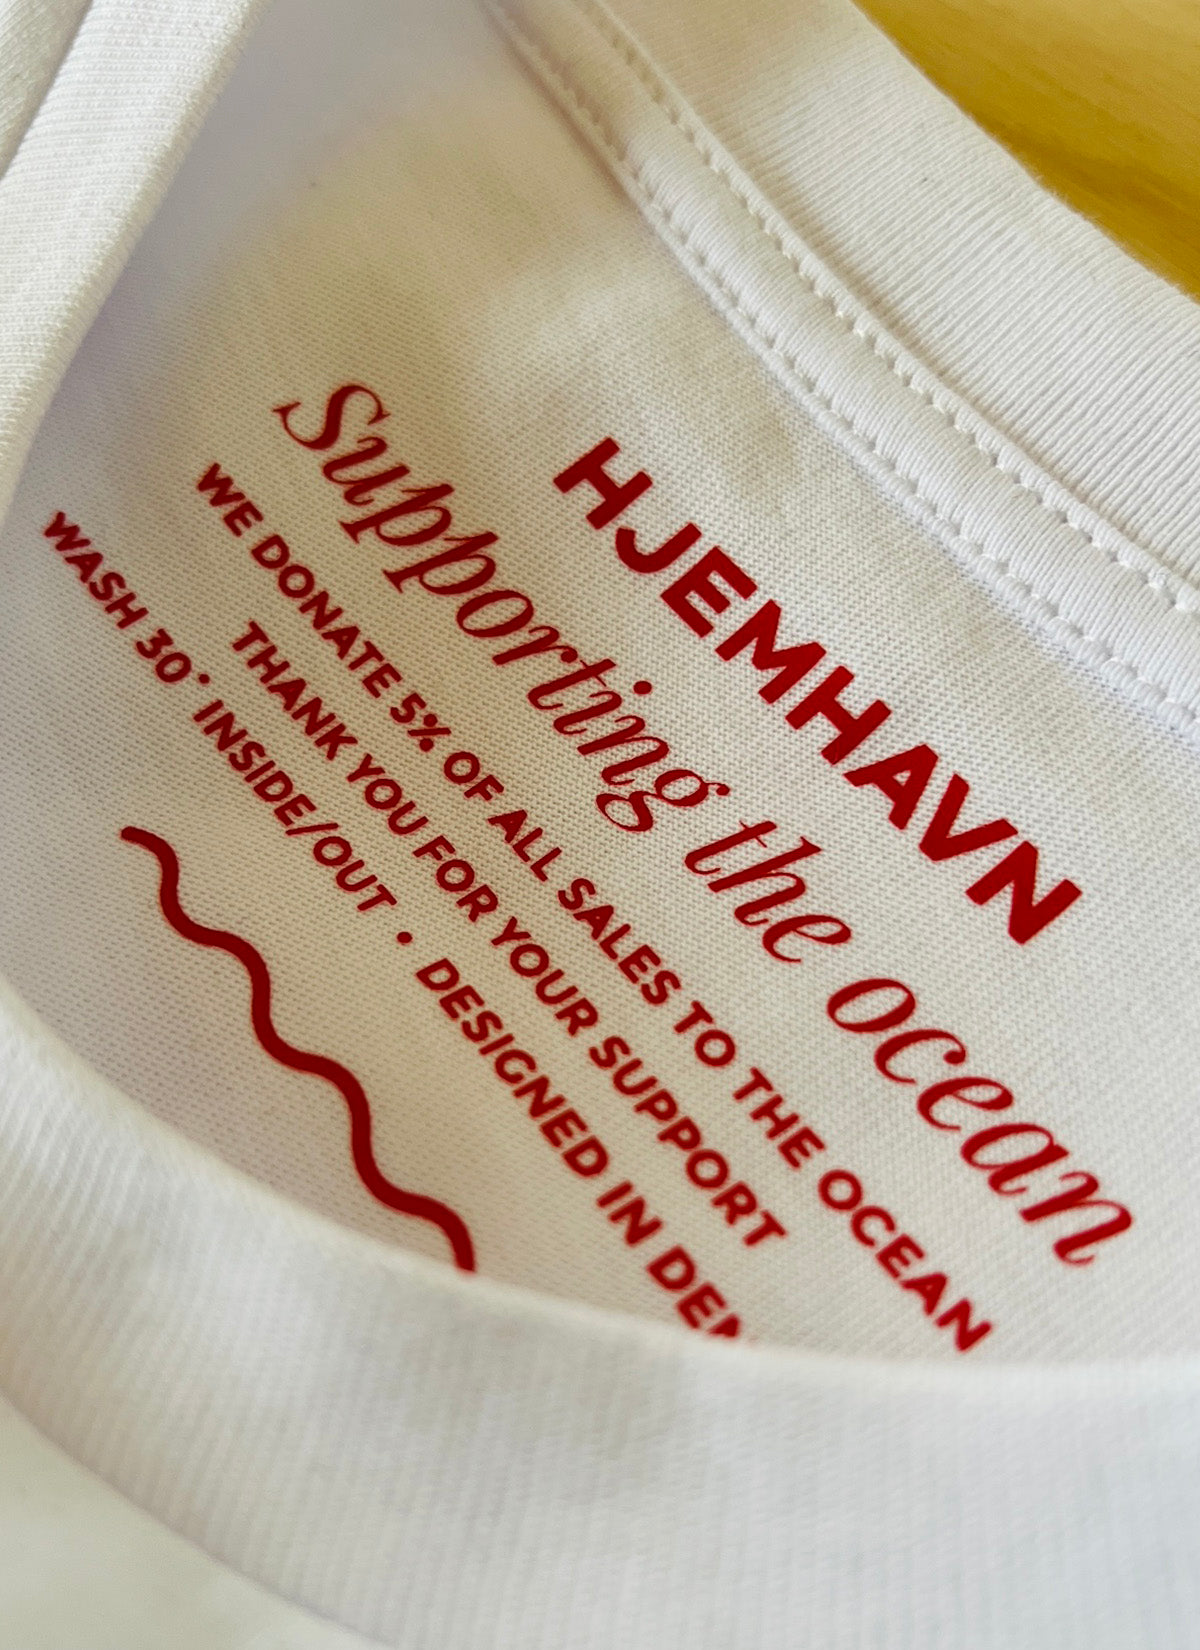 HJEMHAVN
Supporting the ocean
WE DONATE 5% OF ALL SALES TO THE OCEAN
THANK YOU FOR YOUR SUPPORT
WASH 30° INSIDE/OUT • DESIGNED IN